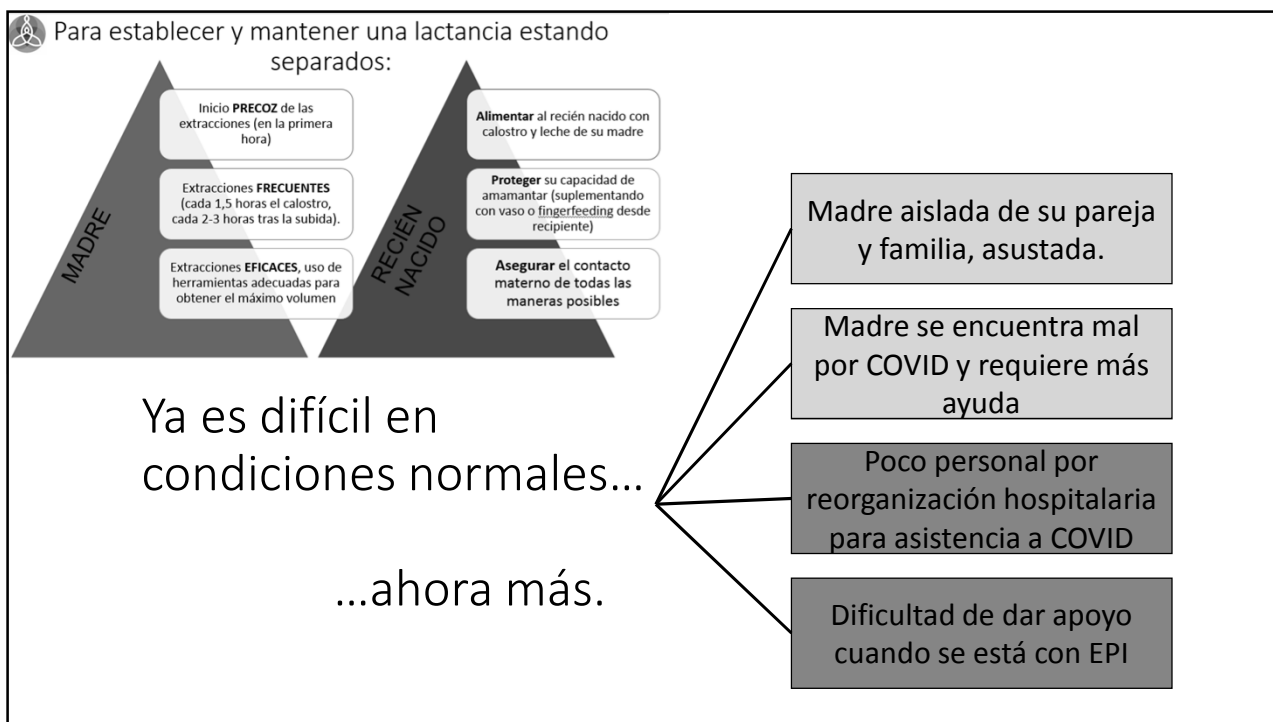 Para establecer y mantener una lactancia estando
separados:
MADRE
Inicio PRECOZ de las
extracciones (en la primera
hora)
Extracciones FRECUENTES
(cada 1,5 horas el calostro,
cada 2-3 horas tras la subida).
Extracciones EFICACES, uso de
herramientas adecuadas para
obtener el máximo volumen
RECIÉN
NACIDO
Alimentar al recién nacido con
calostro y leche de su madre
Proteger su capacidad de
amamantar (suplementando
con vaso o fingerfeeding desde
recipiente)
Asegurar el contacto
materno de todas las
maneras posibles
Ya es difícil en
condiciones normales...
...ahora más.
Madre aislada de su pareja
y familia, asustada.
Madre se encuentra mal
por COVID y requiere más
ayuda
Poco personal por
reorganización hospitalaria
para asistencia a COVID
Dificultad de dar apoyo
cuando se está con EPI